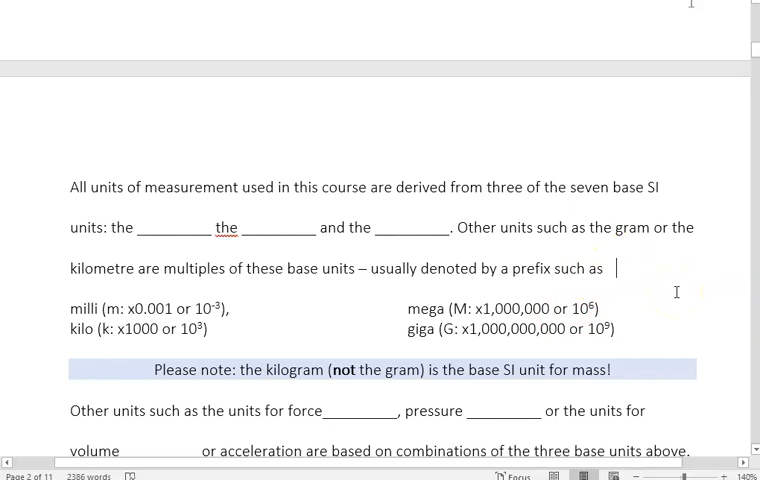 1
All units of measurement used in this course are derived from three of the seven base SI
units: the _________ the _________ and the _________. Other units such as the gram or the
kilometre are multiples of these base units – usually denoted by a prefix such as
milli (m: x0.001 or 10⁻³), mega (M: x1,000,000 or 10⁶)
kilo (k: x1000 or 10³) giga (G: x1,000,000,000 or 10⁹)
Please note: the kilogram (not the gram) is the base SI unit for mass!
Other units such as the units for force_________, pressure _________ or the units for
volume __________ or acceleration are based on combinations of the three base units above.
Page 2 of 11 2386 words Focus 140%